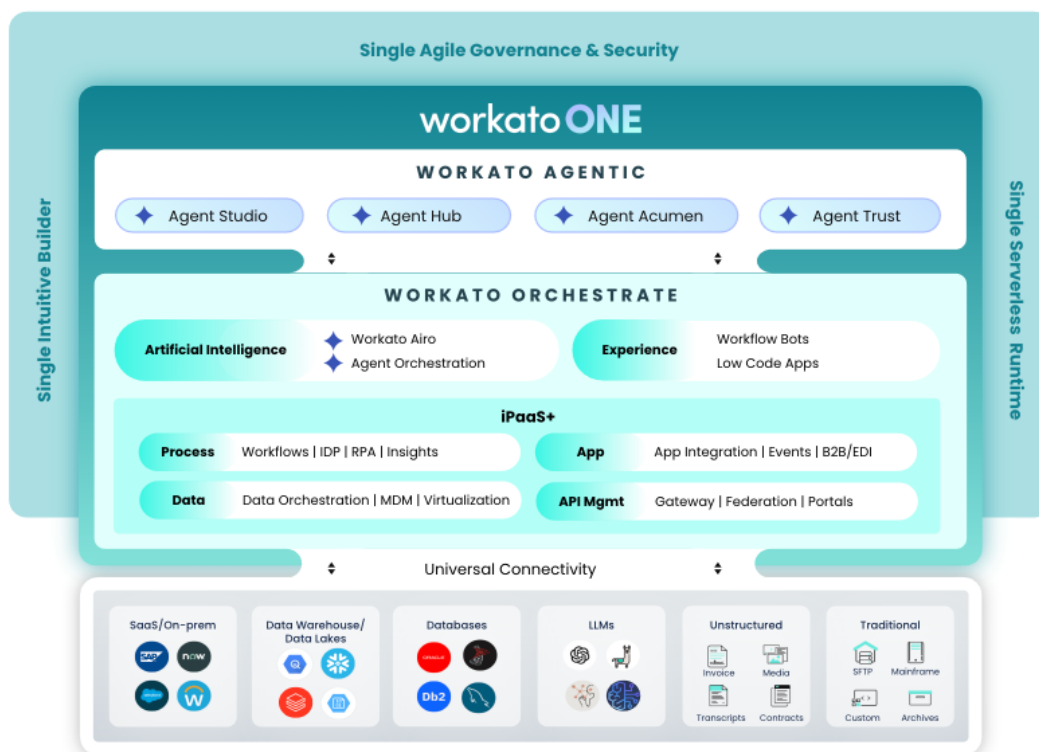 Single Agile Governance & Security
workato ONE
WORKATO AGENTIC
Agent Studio
Agent Hub
Agent Acumen
Agent Trust
Single Intuitive Builder
Single Serverless Runtime
WORKATO ORCHESTRATE
Artificial Intelligence
Workato Airo
Agent Orchestration
Experience
Workflow Bots
Low Code Apps
iPaaS+
Process
Workflows | IDP | RPA | Insights
App
App Integration | Events | B2B/EDI
Data
Data Orchestration | MDM | Virtualization
API Mgmt
Gateway | Federation | Portals
Universal Connectivity
SaaS/On-prem
SAP
now
salesforce
W
Data Warehouse/
Data Lakes
Databases
ORACLE
Db2
LLMs
Unstructured
Invoice
Media
Transcripts
Contracts
Traditional
SFTP
Mainframe
Custom
Archives